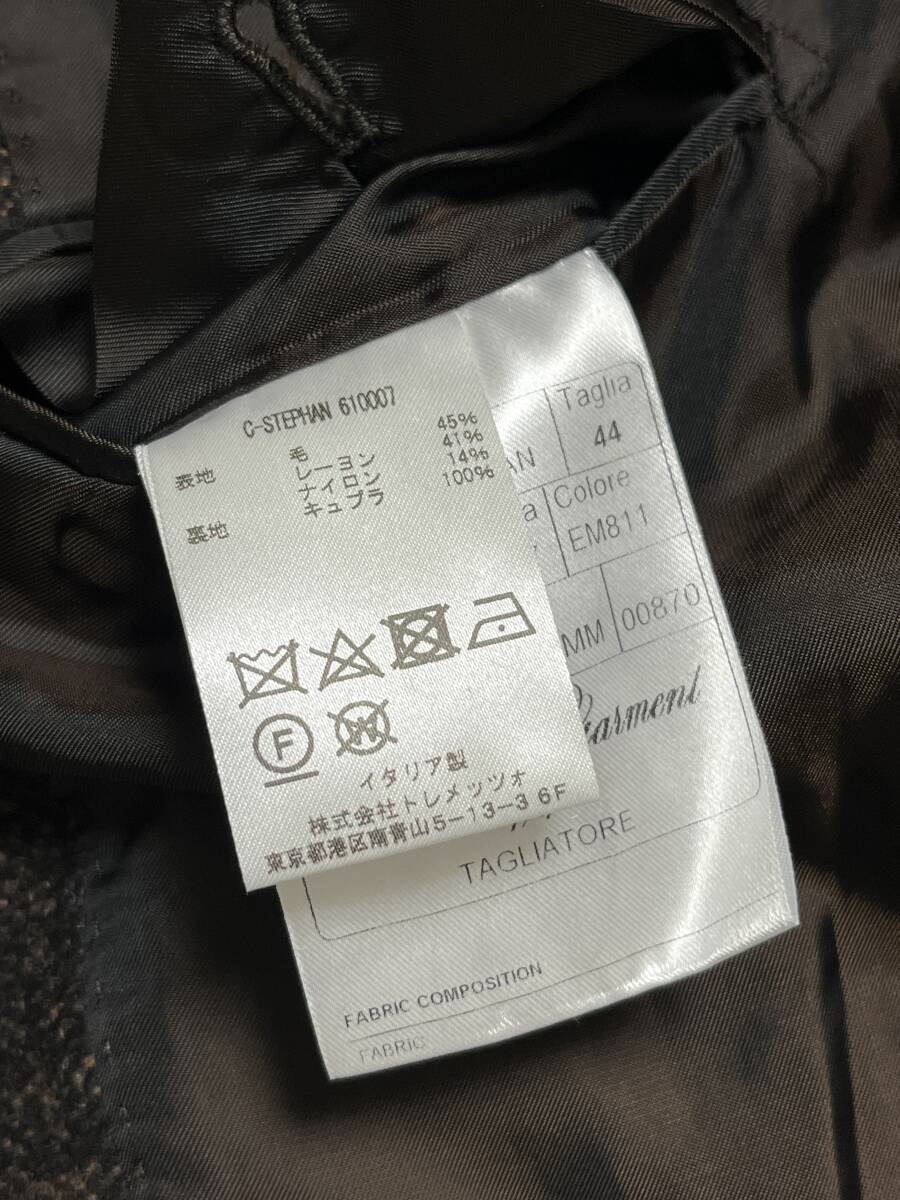 C-STEPHAN 610007
表地 毛 45%
レーヨン 41%
ナイロン 14%
裏地 キュプラ 100%
F
W
イタリア製
株式会社トレメッツォ
東京都港区南青山5-13-3 6F
Taglia
AN 44
a Colore
EM811
MM 00870
Garment
TAGLIATORE
FABRIC COMPOSITION
FABRIC